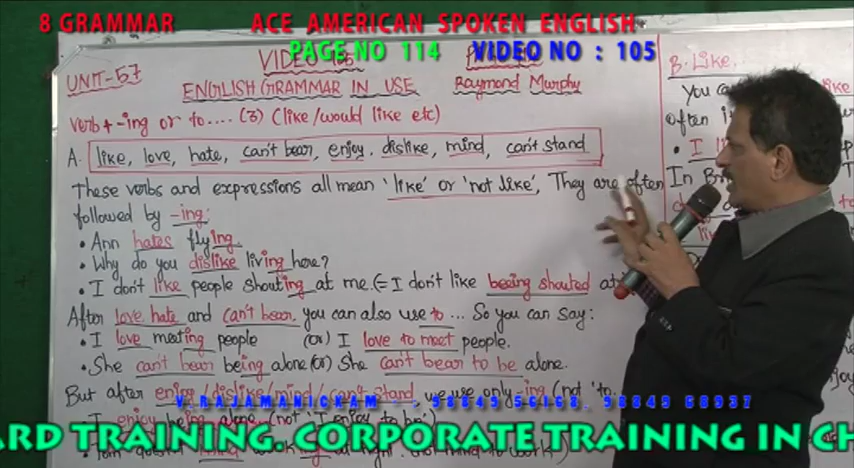 8 GRAMMAR ACE AMERICAN SPOKEN ENGLISH
PAGE NO 114 VIDEO NO : 105
UNIT-57
ENGLISH GRAMMAR IN USE Raymond Murphy
verb + -ing or to.... (3) (like/would like etc)
A. like, love, hate, can't bear, enjoy. dislike, mind, can't stand
These verbs and expressions all mean 'like' or 'not like', They are often
followed by -ing:
• Ann hates flying.
• Why do you dislike living here?
• I don't like people shouting at me. (= I don't like beeing shouted at
After love hate and can't bear, you can also use to ... So you can say:
• I love meeting people (or) I love to meet people.
• She can't bear being alone (or) She can't bear to be alone.
But after enjoy/dislike/mind/can't stand we use only -ing (not 'to..
V.RAJAMANICKAM
• I enjoy being alone. (not 'I enjoy to be')
ARD TRAINING. CORPORATE TRAINING IN CH
B. Like.
You
often
• I
In